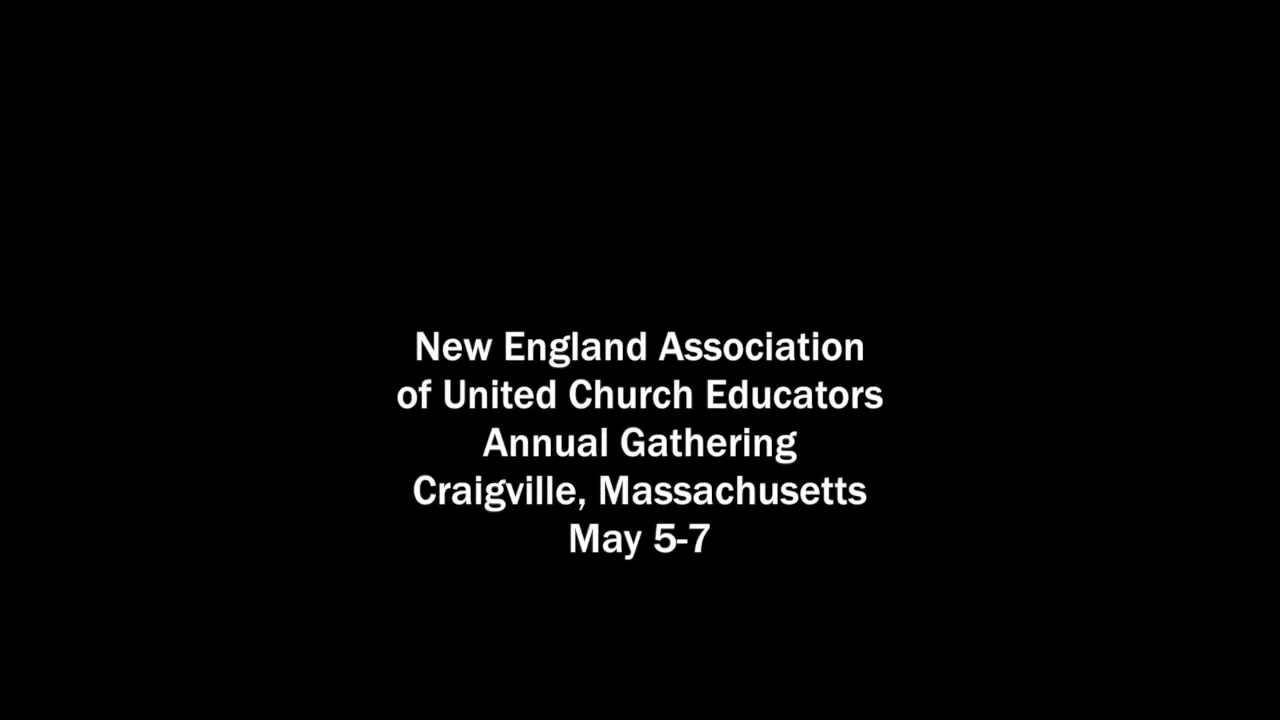 New England Association
of United Church Educators
Annual Gathering
Craigville, Massachusetts
May 5-7